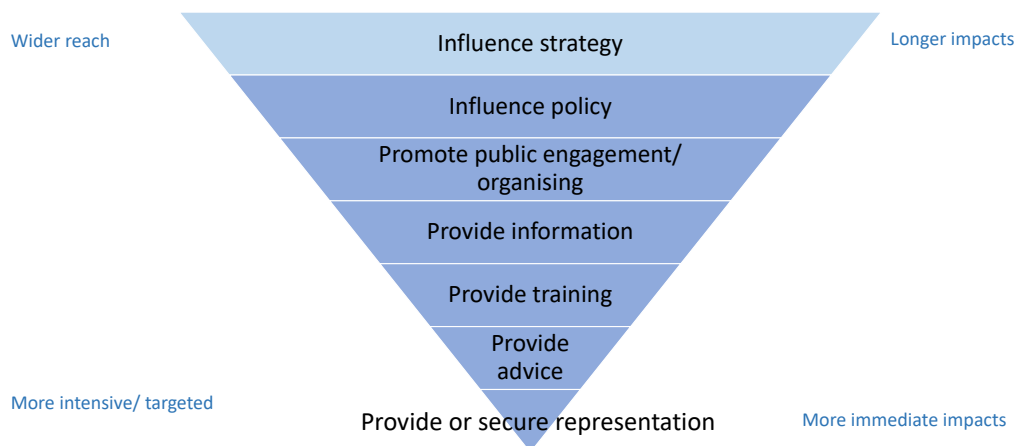 Wider reach
Influence strategy
Longer impacts
Influence policy
Promote public engagement/
organising
Provide information
Provide training
Provide
advice
More intensive/ targeted
Provide or secure representation
More immediate impacts